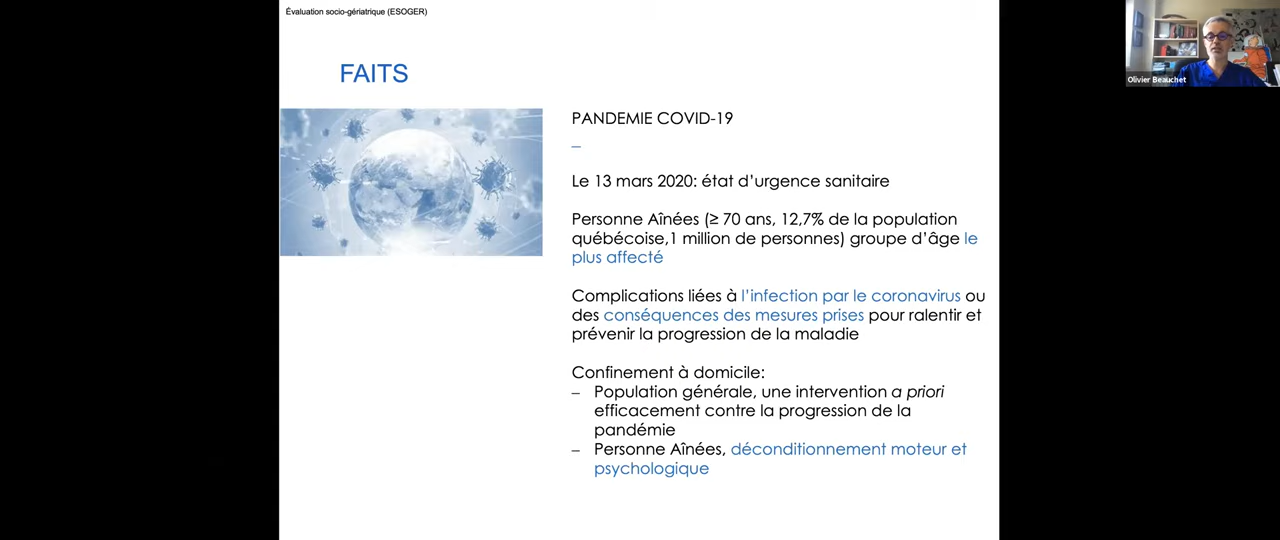 Évaluation socio-gériatrique (ESOGER)
FAITS
PANDEMIE COVID-19
–
Le 13 mars 2020: état d’urgence sanitaire
Personne Aînées (≥ 70 ans, 12,7% de la population
québécoise,1 million de personnes) groupe d’âge le
plus affecté
Complications liées à l’infection par le coronavirus ou
des conséquences des mesures prises pour ralentir et
prévenir la progression de la maladie
Confinement à domicile:
– Population générale, une intervention a priori
efficacement contre la progression de la
pandémie
– Personne Aînées, déconditionnement moteur et
psychologique
Olivier Beauchet